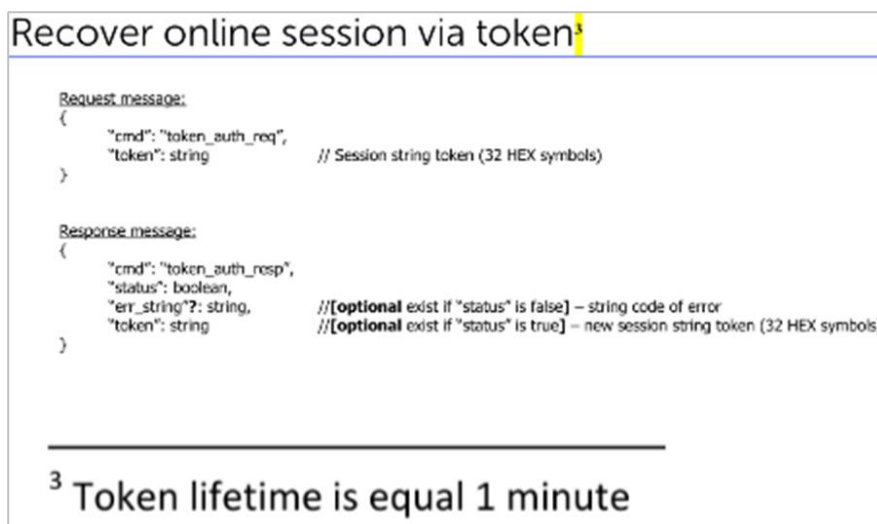 Recover online session via token³
Request message:
{
"cmd": "token_auth_req",
"token": string // Session string token (32 HEX symbols)
}
Response message:
{
"cmd": "token_auth_resp",
"status": boolean,
"err_string"?: string, //[optional exist if "status" is false] – string code of error
"token": string //[optional exist if "status" is true] – new session string token (32 HEX symbols)
}
³ Token lifetime is equal 1 minute